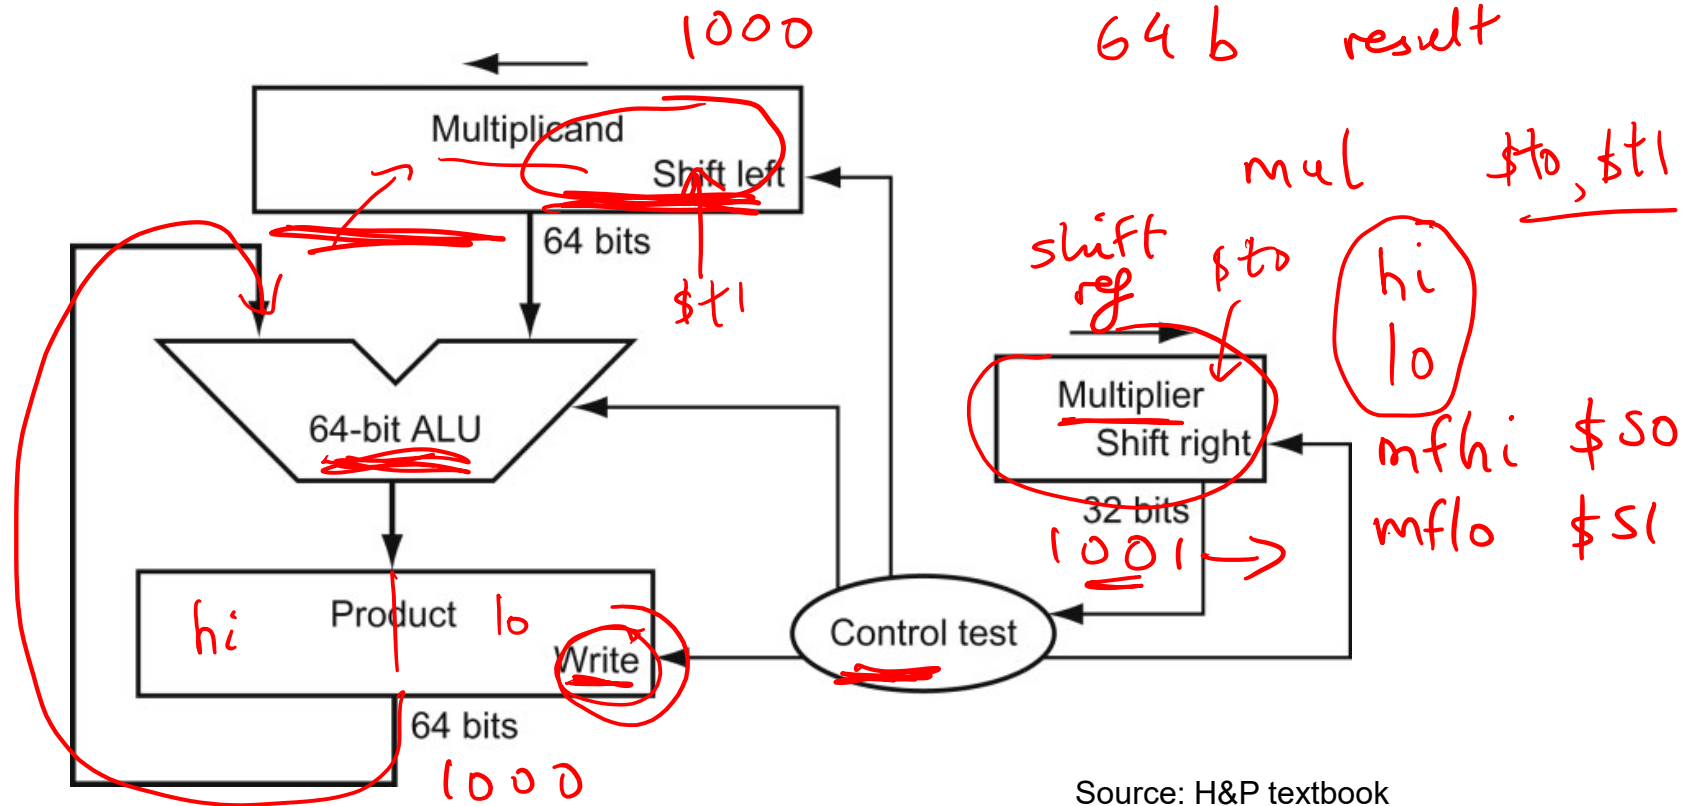 1000
64 b result
Multiplicand
Shift left
mul $t0, $t1
64 bits
shift reg
$t0
hi
lo
$t1
Multiplier
Shift right
64-bit ALU
mfhi $s0
32 bits
mflo $s1
1001
hi
Product
lo
Control test
Write
64 bits
1000
Source: H&P textbook